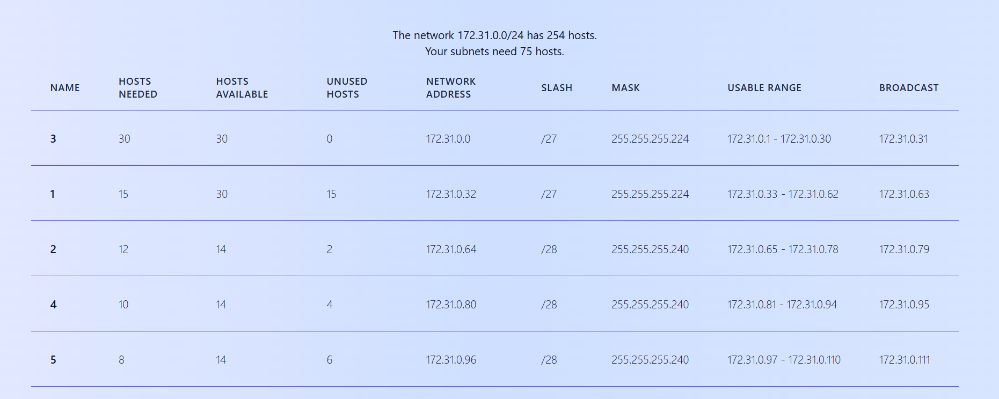 The network 172.31.0.0/24 has 254 hosts.
Your subnets need 75 hosts.
NAME HOSTS NEEDED HOSTS AVAILABLE UNUSED HOSTS NETWORK ADDRESS SLASH MASK USABLE RANGE BROADCAST
3 30 30 0 172.31.0.0 /27 255.255.255.224 172.31.0.1 - 172.31.0.30 172.31.0.31
1 15 30 15 172.31.0.32 /27 255.255.255.224 172.31.0.33 - 172.31.0.62 172.31.0.63
2 12 14 2 172.31.0.64 /28 255.255.255.240 172.31.0.65 - 172.31.0.78 172.31.0.79
4 10 14 4 172.31.0.80 /28 255.255.255.240 172.31.0.81 - 172.31.0.94 172.31.0.95
5 8 14 6 172.31.0.96 /28 255.255.255.240 172.31.0.97 - 172.31.0.110 172.31.0.111